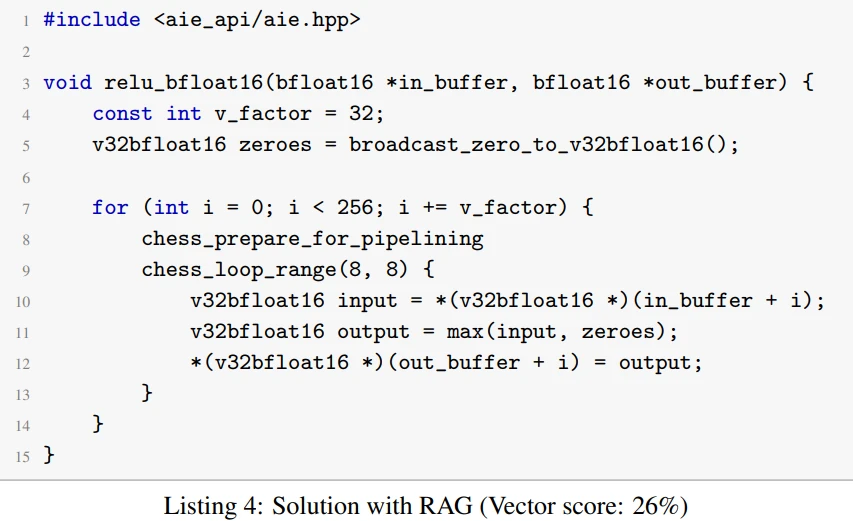 1 #include <aie_api/aie.hpp>
2
3 void relu_bfloat16(bfloat16 *in_buffer, bfloat16 *out_buffer) {
4     const int v_factor = 32;
5     v32bfloat16 zeroes = broadcast_zero_to_v32bfloat16();
6
7     for (int i = 0; i < 256; i += v_factor) {
8         chess_prepare_for_pipelining
9         chess_loop_range(8, 8) {
10             v32bfloat16 input = *(v32bfloat16 *)(in_buffer + i);
11             v32bfloat16 output = max(input, zeroes);
12             *(v32bfloat16 *)(out_buffer + i) = output;
13         }
14     }
15 }
Listing 4: Solution with RAG (Vector score: 26%)